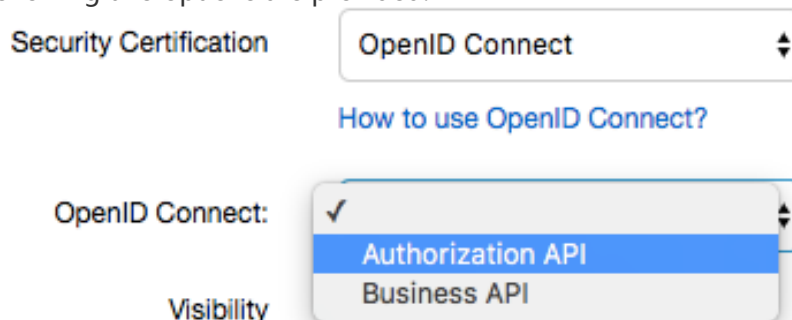 Security Certification
OpenID Connect
How to use OpenID Connect?
OpenID Connect:
✓
Authorization API
Business API
Visibility